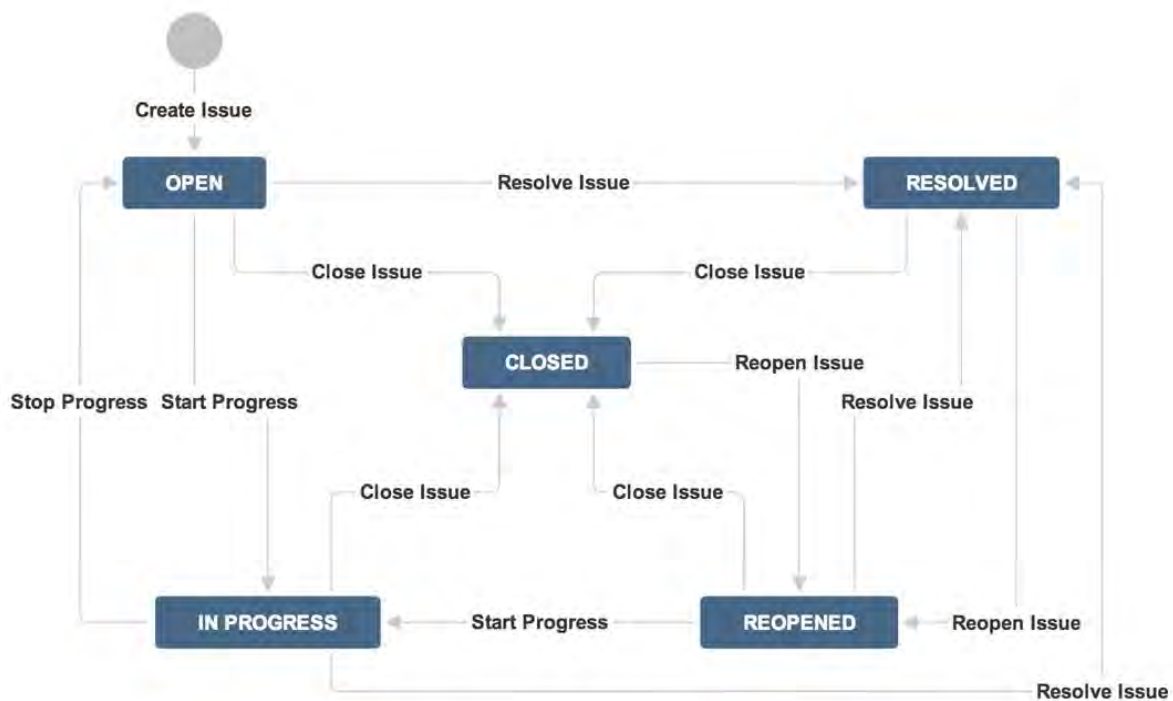 Create Issue
OPEN
Resolve Issue
RESOLVED
Close Issue
Close Issue
CLOSED
Reopen Issue
Stop Progress
Start Progress
Resolve Issue
Close Issue
Close Issue
IN PROGRESS
Start Progress
REOPENED
Reopen Issue
Resolve Issue